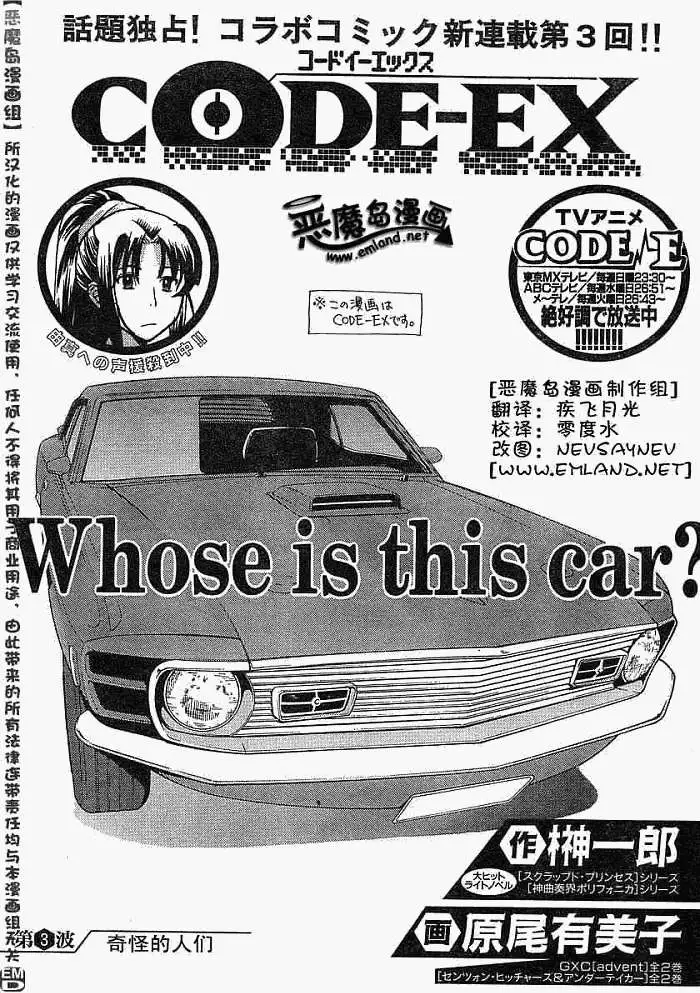 話題独占! コラボコミック新連載第3回!!
コードイーエックス
CODE-EX
【恶魔岛漫画组】所汉化的漫画仅供学习交流使用，任何人不得将其用于商业用途，由此带来的所有法律连带责任均与本漫画组无关
恶魔岛漫画
www.emland.net
TVアニメ
CODE-E
東京MXテレビ/毎週日曜23:30〜
ABCテレビ/毎週水曜日26:51〜
メ〜テレ/毎週火曜日26:43〜
絶好調で放送中
!!!!!!!!!
※この漫画は
CODE-EXです。
由真への声援殺到中!!
[恶魔岛漫画制作组]
翻译：疾飞月光
校译：零度水
改图：NEVSAYNEV
[WWW.EMLAND.NET]
Whose is this car?
作 榊一郎
大ヒット
ライトノベル
[スクラップド・プリンセス]シリーズ
[神曲奏界ポリフォニカ]シリーズ
画 原尾有美子
GXC[advent]全2巻
[センツォン・ヒッチャーズ&アンダーテイカー]全2巻
第3波 奇怪的人们
EMD